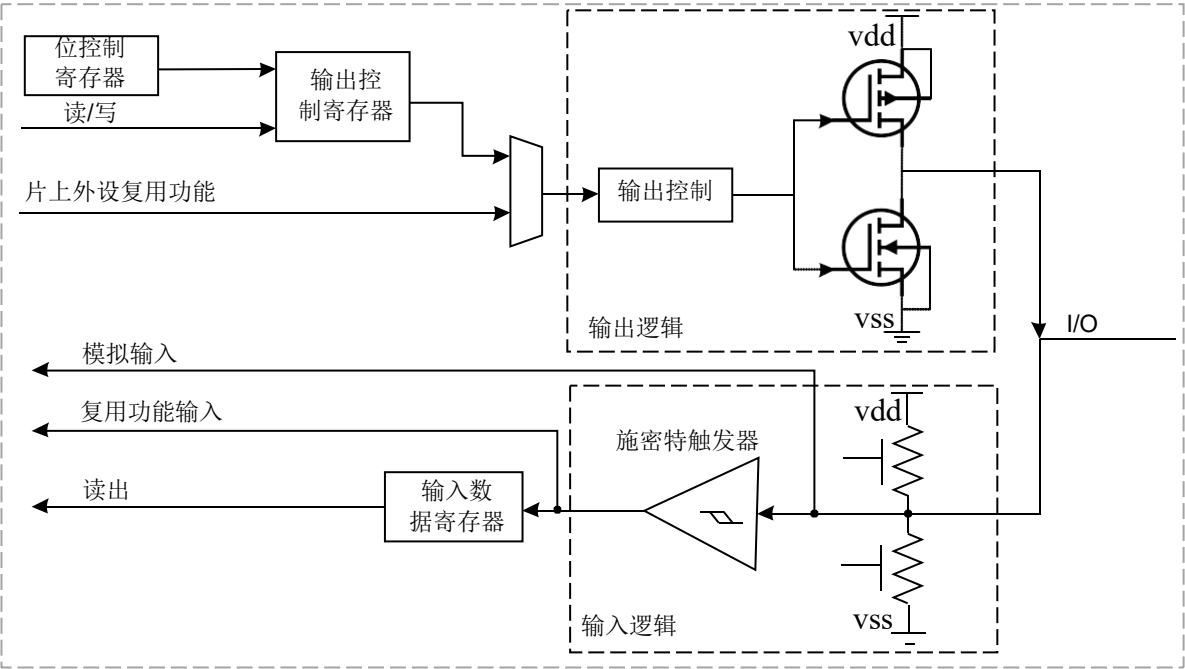 位控制
寄存器
读/写
输出控
制寄存器
片上外设复用功能
输出控制
vdd
vss
输出逻辑
I/O
模拟输入
复用功能输入
读出
输入数
据寄存器
施密特触发器
vdd
vss
输入逻辑